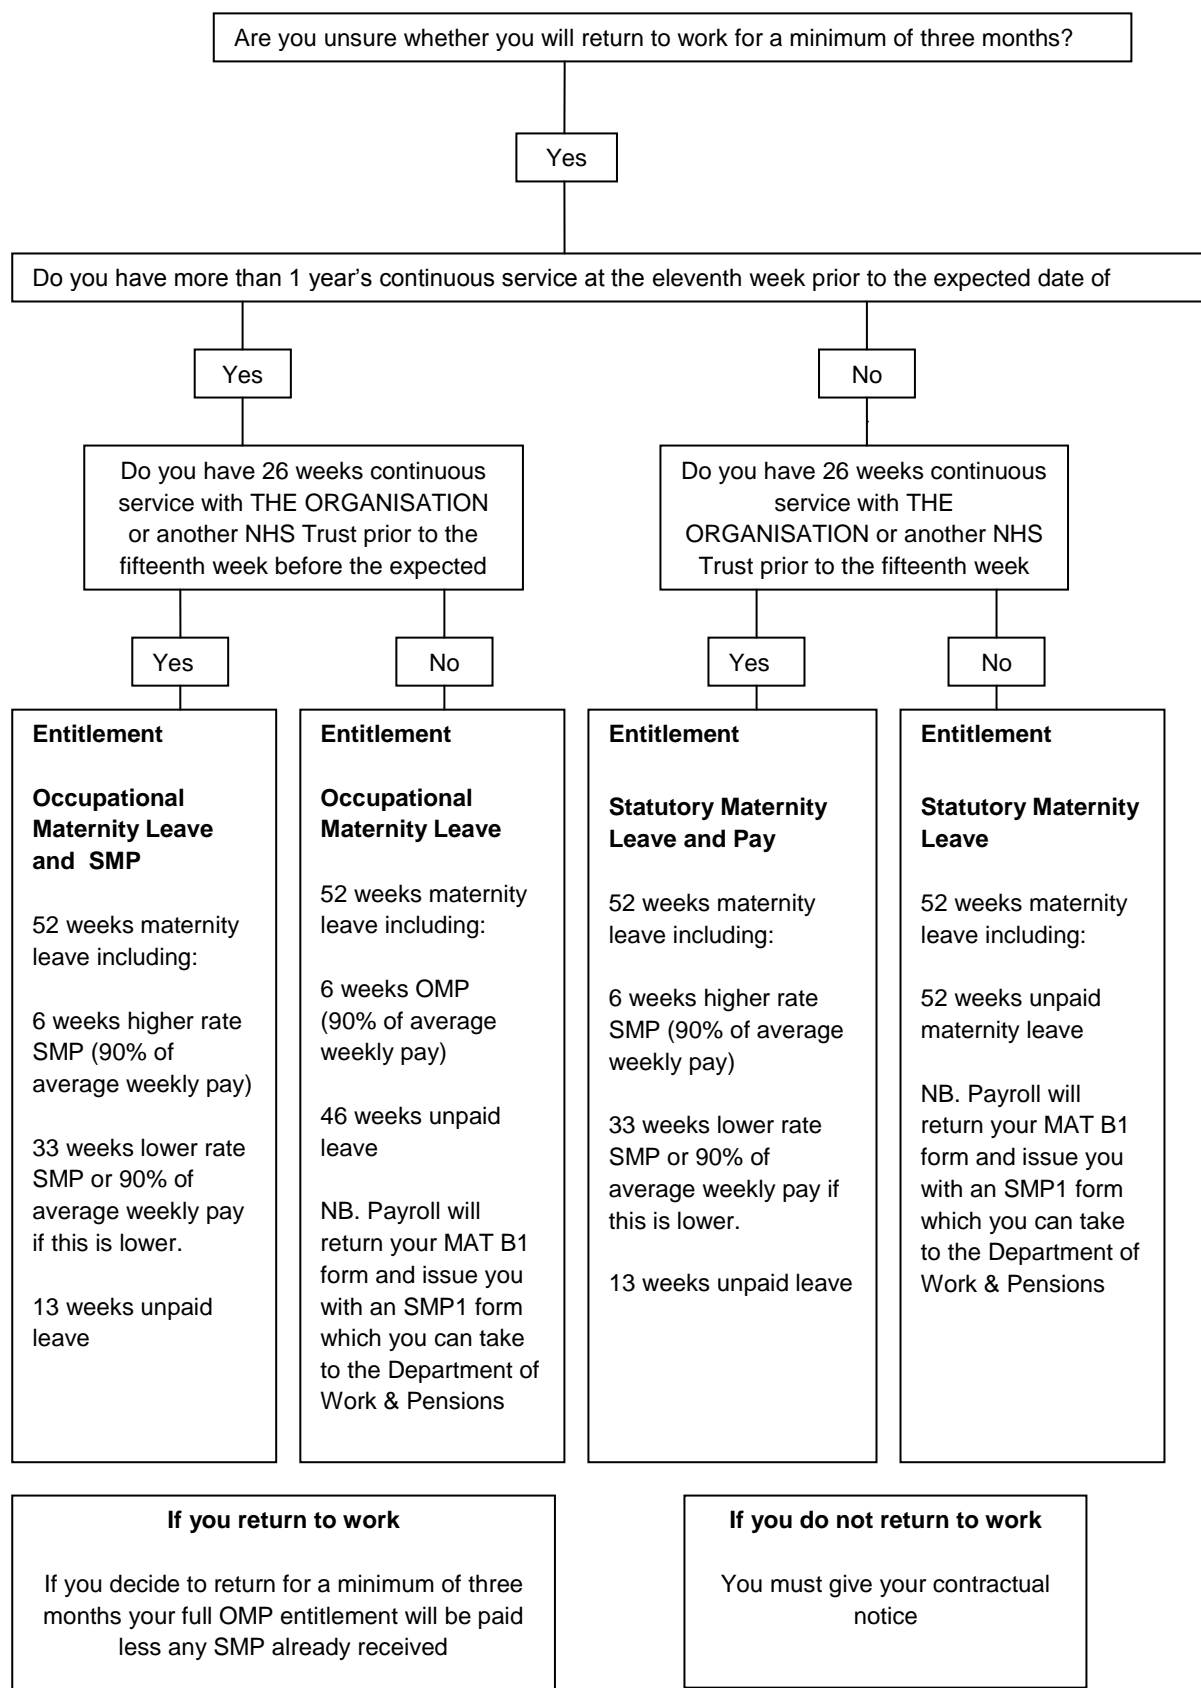 Are you unsure whether you will return to work for a minimum of three months?
Yes
Do you have more than 1 year's continuous service at the eleventh week prior to the expected date of
Yes
No
Do you have 26 weeks continuous
service with THE ORGANISATION
or another NHS Trust prior to the
fifteenth week before the expected
Do you have 26 weeks continuous
service with THE
ORGANISATION or another NHS
Trust prior to the fifteenth week
Yes
No
Yes
No
Entitlement
Occupational
Maternity Leave
and SMP
52 weeks maternity
leave including:
6 weeks higher rate
SMP (90% of
average weekly pay)
33 weeks lower rate
SMP or 90% of
average weekly pay
if this is lower.
13 weeks unpaid
leave
Entitlement
Occupational
Maternity Leave
52 weeks maternity
leave including:
6 weeks OMP
(90% of average
weekly pay)
46 weeks unpaid
leave
NB. Payroll will
return your MAT B1
form and issue you
with an SMP1 form
which you can take
to the Department of
Work & Pensions
Entitlement
Statutory Maternity
Leave and Pay
52 weeks maternity
leave including:
6 weeks higher rate
SMP (90% of average
weekly pay)
33 weeks lower rate
SMP or 90% of
average weekly pay if
this is lower.
13 weeks unpaid leave
Entitlement
Statutory Maternity
Leave
52 weeks maternity
leave including:
52 weeks unpaid
maternity leave
NB. Payroll will
return your MAT B1
form and issue you
with an SMP1 form
which you can take
to the Department of
Work & Pensions
If you return to work
If you decide to return for a minimum of three
months your full OMP entitlement will be paid
less any SMP already received
If you do not return to work
You must give your contractual
notice